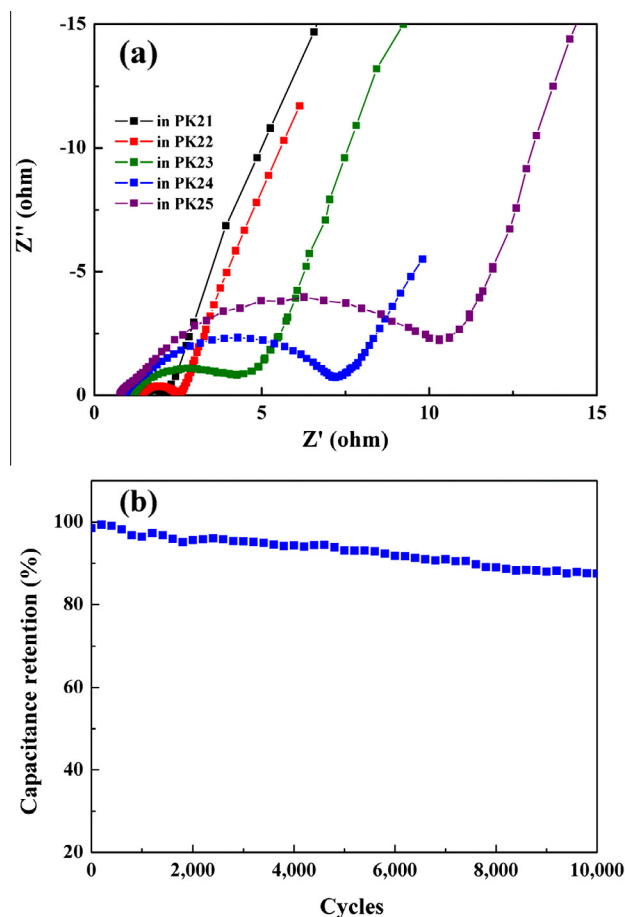 (a)
-15
-10
-5
0
Z'' (ohm)
in PK21
in PK22
in PK23
in PK24
in PK25
0 5 10 15
Z' (ohm)
(b)
100
80
60
40
20
Capacitance retention (%)
0 2,000 4,000 6,000 8,000 10,000
Cycles